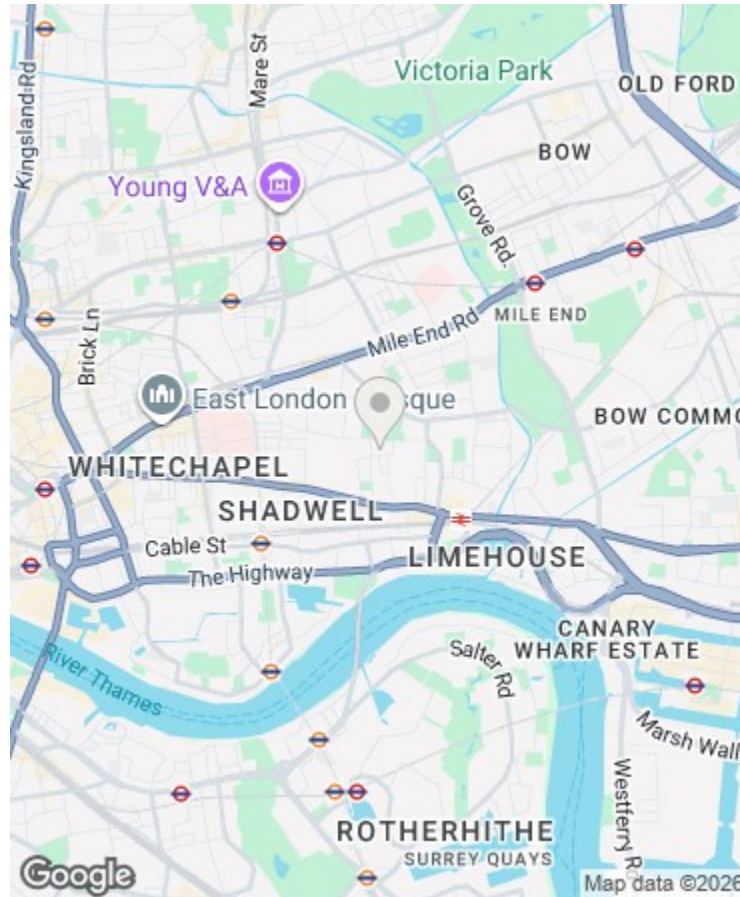 Kingsland Rd
Mare St
Victoria Park
OLD FORD
BOW
Young V&A
Grove Rd.
MILE END
Mile End Rd
Brick Ln
East London
sque
BOW COMMO
WHITECHAPEL
SHADWELL
Cable St
LIMEHOUSE
The Highway
CANARY
WHARF ESTATE
River Thames
Salter Rd
Marsh Wall
Westferry Rd
ROTHERHITHE
SURREY QUAYS
Google
Map data ©2026